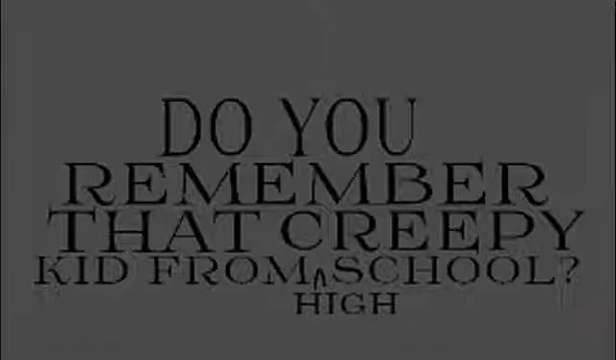 DO YOU
REMEMBER
THAT CREEPY
KID FROM^SCHOOL?
HIGH